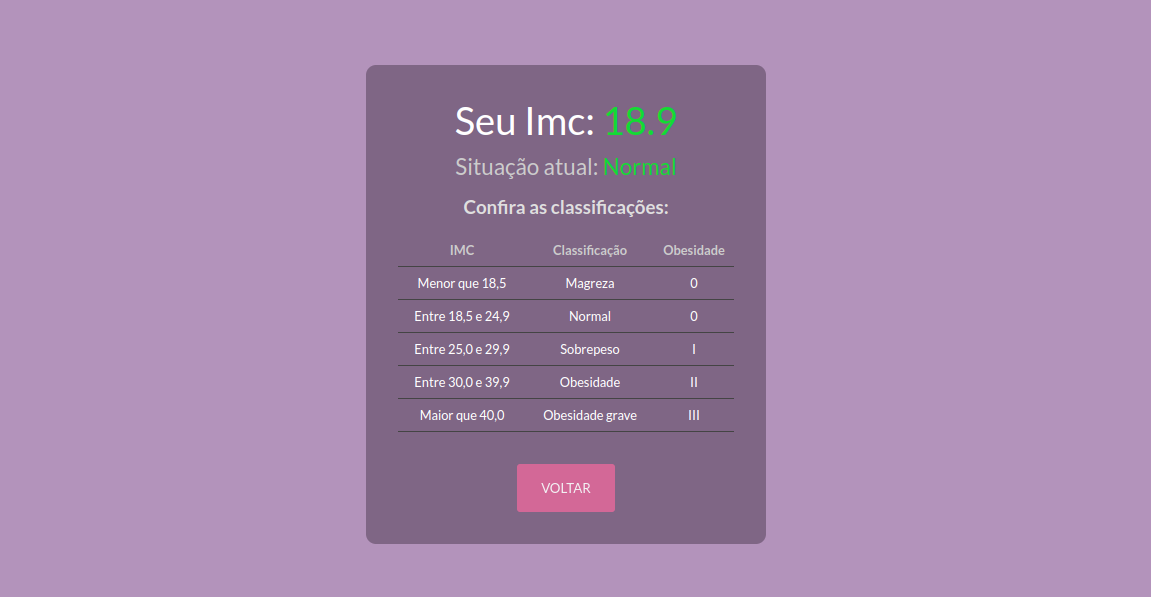 Seu Imc: 18.9
Situação atual: Normal
Confira as classificações:
IMC Classificação Obesidade
Menor que 18,5 Magreza 0
Entre 18,5 e 24,9 Normal 0
Entre 25,0 e 29,9 Sobrepeso I
Entre 30,0 e 39,9 Obesidade II
Maior que 40,0 Obesidade grave III
VOLTAR